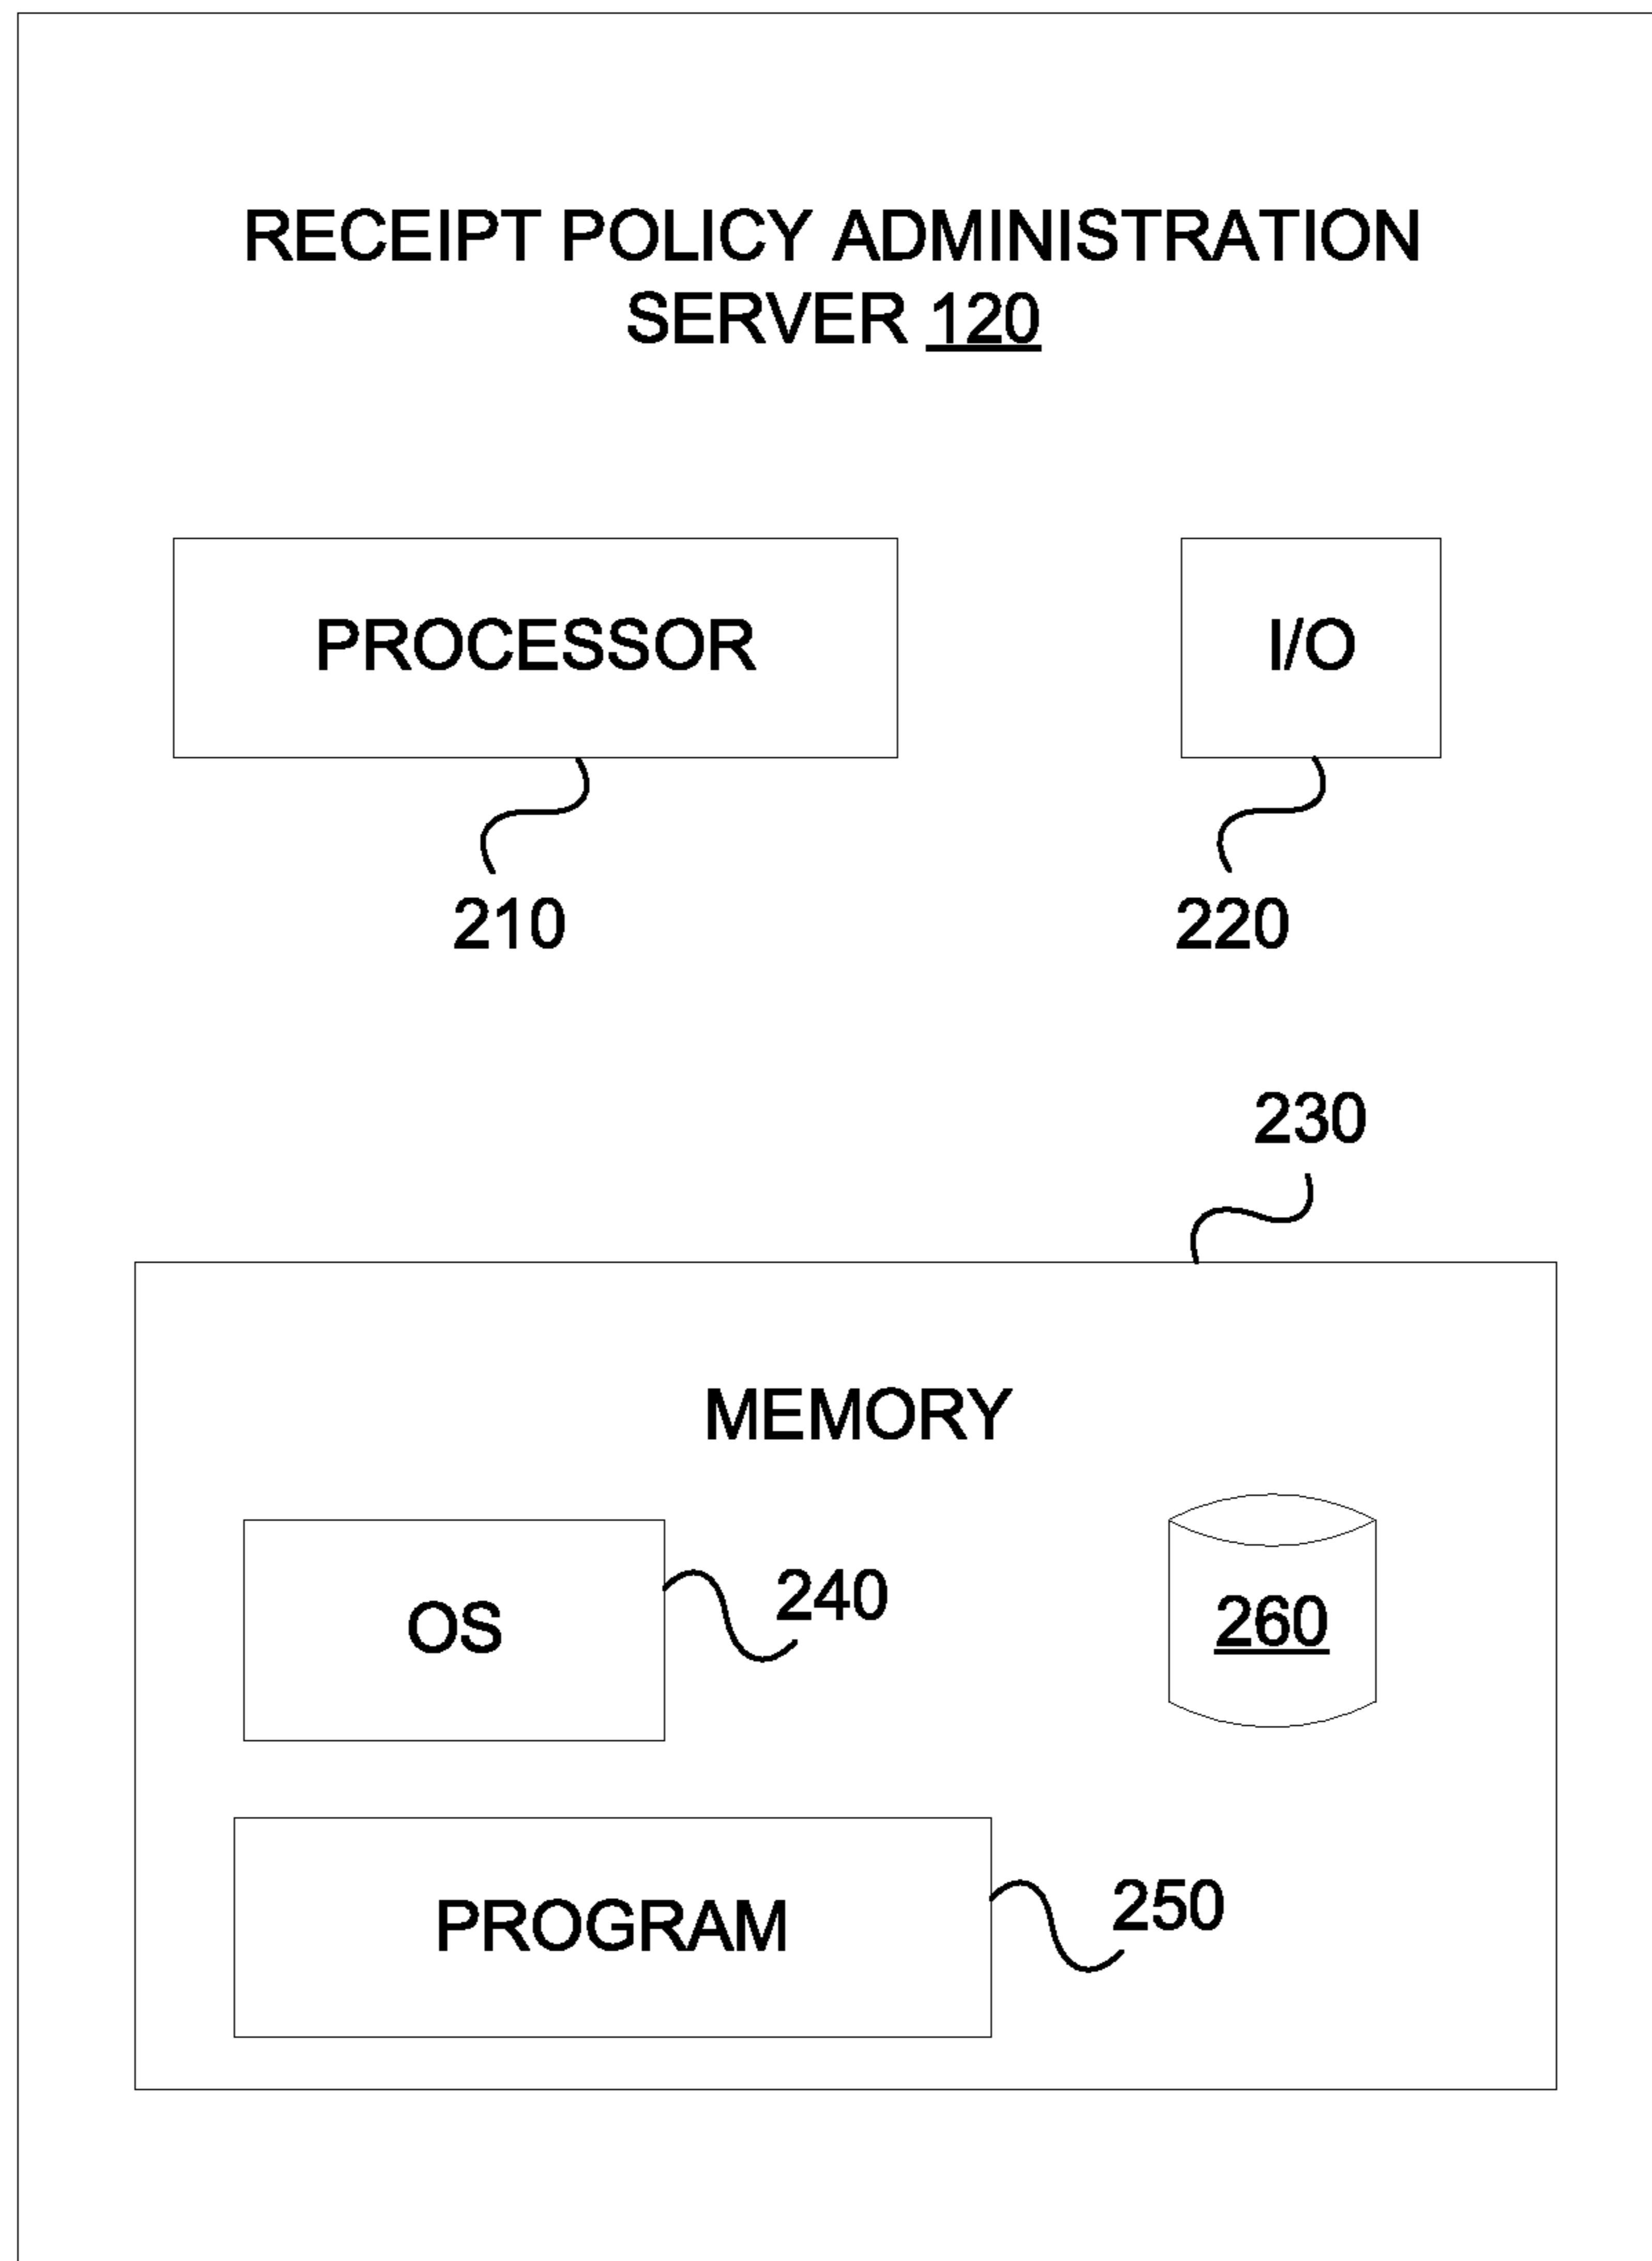 RECEIPT POLICY ADMINISTRATION
SERVER 120
PROCESSOR
I/O
210
220
230
MEMORY
OS
240
260
PROGRAM
250